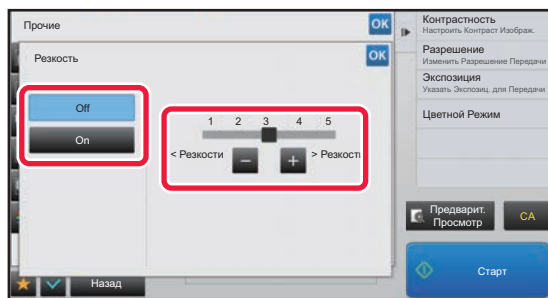 Прочие
OK
Резкость
OK
Off
On
1 2 3 4 5
< Резкости − + > Резкости
Назад
Контрастность
Настроить Контраст Изображ.
Разрешение
Изменить Разрешение Передачи
Экспозиция
Указать Экспозиц. для Передачи
Цветной Режим
Предварит.
Просмотр
CA
Старт